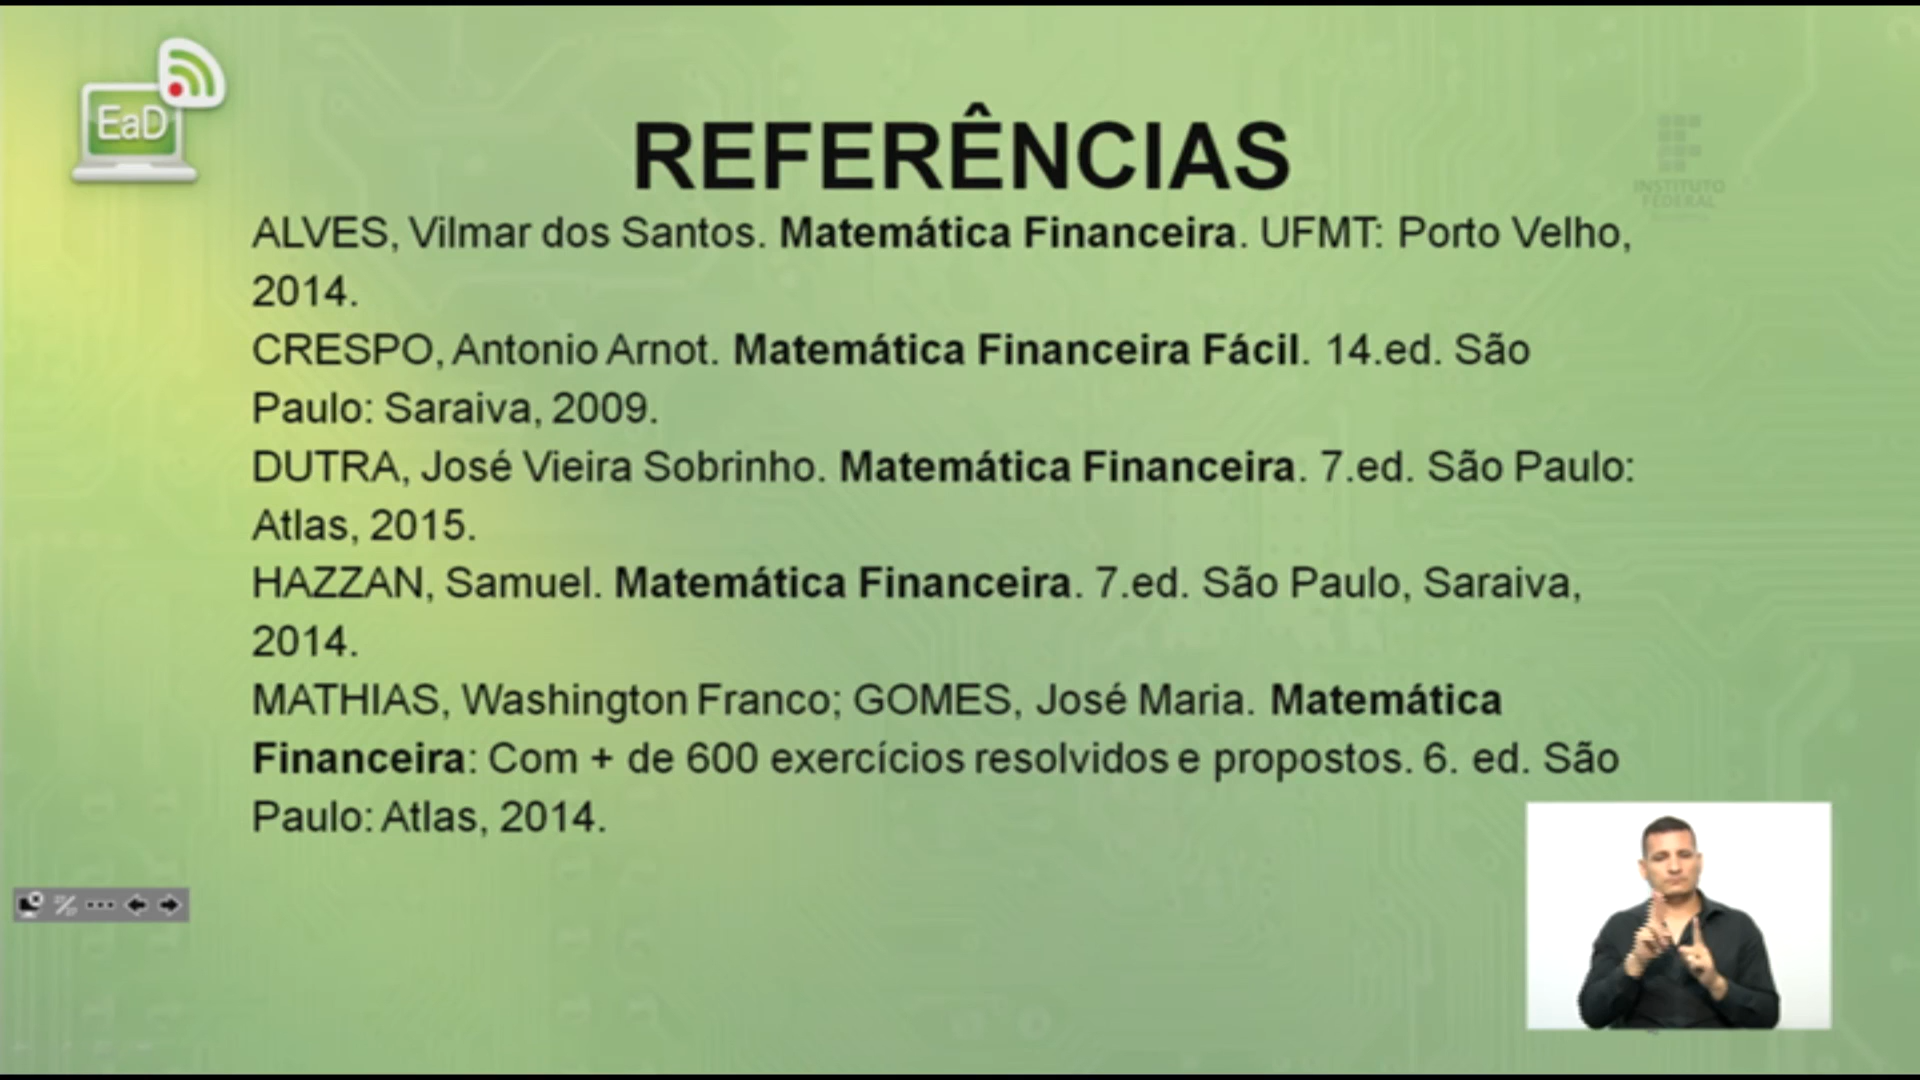 EaD
REFERÊNCIAS
INSTITUTO
FEDERAL
ALVES, Vilmar dos Santos. Matemática Financeira. UFMT: Porto Velho,
2014.
CRESPO, Antonio Arnot. Matemática Financeira Fácil. 14.ed. São
Paulo: Saraiva, 2009.
DUTRA, José Vieira Sobrinho. Matemática Financeira. 7.ed. São Paulo:
Atlas, 2015.
HAZZAN, Samuel. Matemática Financeira. 7.ed. São Paulo, Saraiva,
2014.
MATHIAS, Washington Franco; GOMES, José Maria. Matemática
Financeira: Com + de 600 exercícios resolvidos e propostos. 6. ed. São
Paulo: Atlas, 2014.